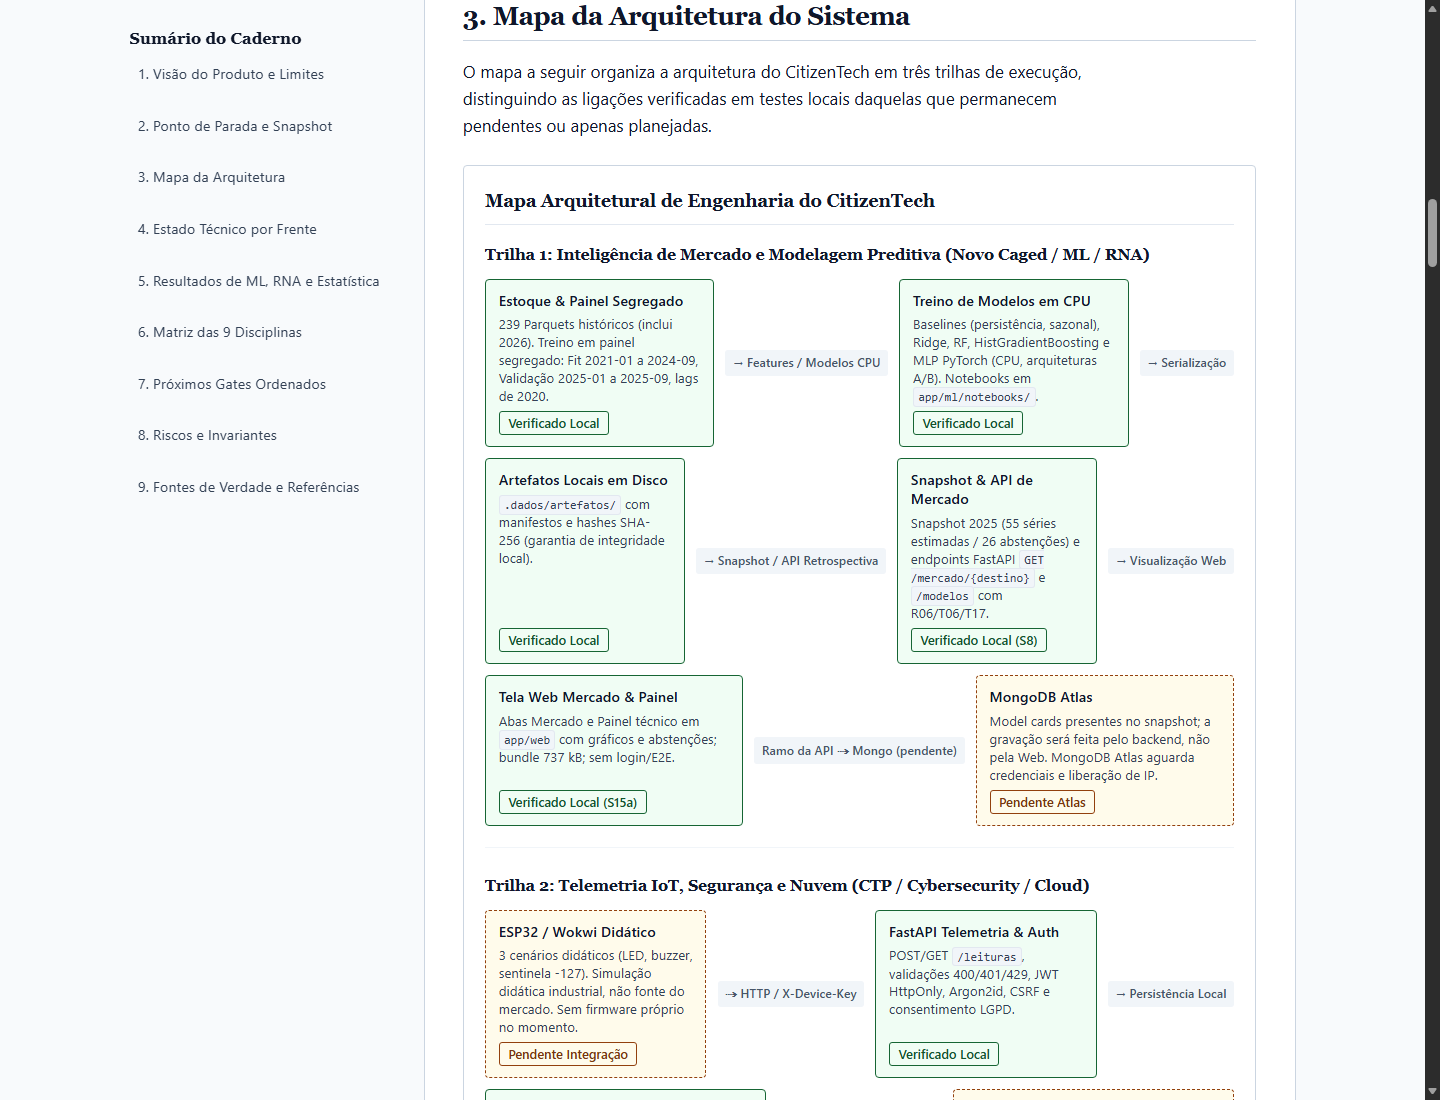 Sumário do Caderno
1. Visão do Produto e Limites
2. Ponto de Parada e Snapshot
3. Mapa da Arquitetura
4. Estado Técnico por Frente
5. Resultados de ML, RNA e Estatística
6. Matriz das 9 Disciplinas
7. Próximos Gates Ordenados
8. Riscos e Invariantes
9. Fontes de Verdade e Referências
3. Mapa da Arquitetura do Sistema
O mapa a seguir organiza a arquitetura do CitizenTech em três trilhas de execução,
distinguindo as ligações verificadas em testes locais daquelas que permanecem
pendentes ou apenas planejadas.
Mapa Arquitetural de Engenharia do CitizenTech
Trilha 1: Inteligência de Mercado e Modelagem Preditiva (Novo Caged / ML / RNA)
Estoque & Painel Segregado
239 Parquets históricos (inclui
2026). Treino em painel
segregado: Fit 2021-01 a 2024-09,
Validação 2025-01 a 2025-09, lags
de 2020.
Verificado Local
→ Features / Modelos CPU
Treino de Modelos em CPU
Baselines (persistência, sazonal),
Ridge, RF, HistGradientBoosting e
MLP PyTorch (CPU, arquiteturas
A/B). Notebooks em
app/ml/notebooks/ .
Verificado Local
→ Serialização
Artefatos Locais em Disco
.dados/artefatos/ com
manifestos e hashes SHA-
256 (garantia de integridade
local).
Verificado Local
→ Snapshot / API Retrospectiva
Snapshot & API de
Mercado
Snapshot 2025 (55 séries
estimadas / 26 abstenções) e
endpoints FastAPI GET
/mercado/{destino} e
/modelos com
R06/T06/T17.
Verificado Local (S8)
→ Visualização Web
Tela Web Mercado & Painel
Abas Mercado e Painel técnico em
app/web com gráficos e abstenções;
bundle 737 kB; sem login/E2E.
Verificado Local (S15a)
Ramo da API ⇢ Mongo (pendente)
MongoDB Atlas
Model cards presentes no snapshot; a
gravação será feita pelo backend, não
pela Web. MongoDB Atlas aguarda
credenciais e liberação de IP.
Pendente Atlas
Trilha 2: Telemetria IoT, Segurança e Nuvem (CTP / Cybersecurity / Cloud)
ESP32 / Wokwi Didático
3 cenários didáticos (LED, buzzer,
sentinela -127). Simulação
didática industrial, não fonte do
mercado. Sem firmware próprio
no momento.
Pendente Integração
⇢ HTTP / X-Device-Key
FastAPI Telemetria & Auth
POST/GET /leituras ,
validações 400/401/429, JWT
HttpOnly, Argon2id, CSRF e
consentimento LGPD.
Verificado Local
→ Persistência Local